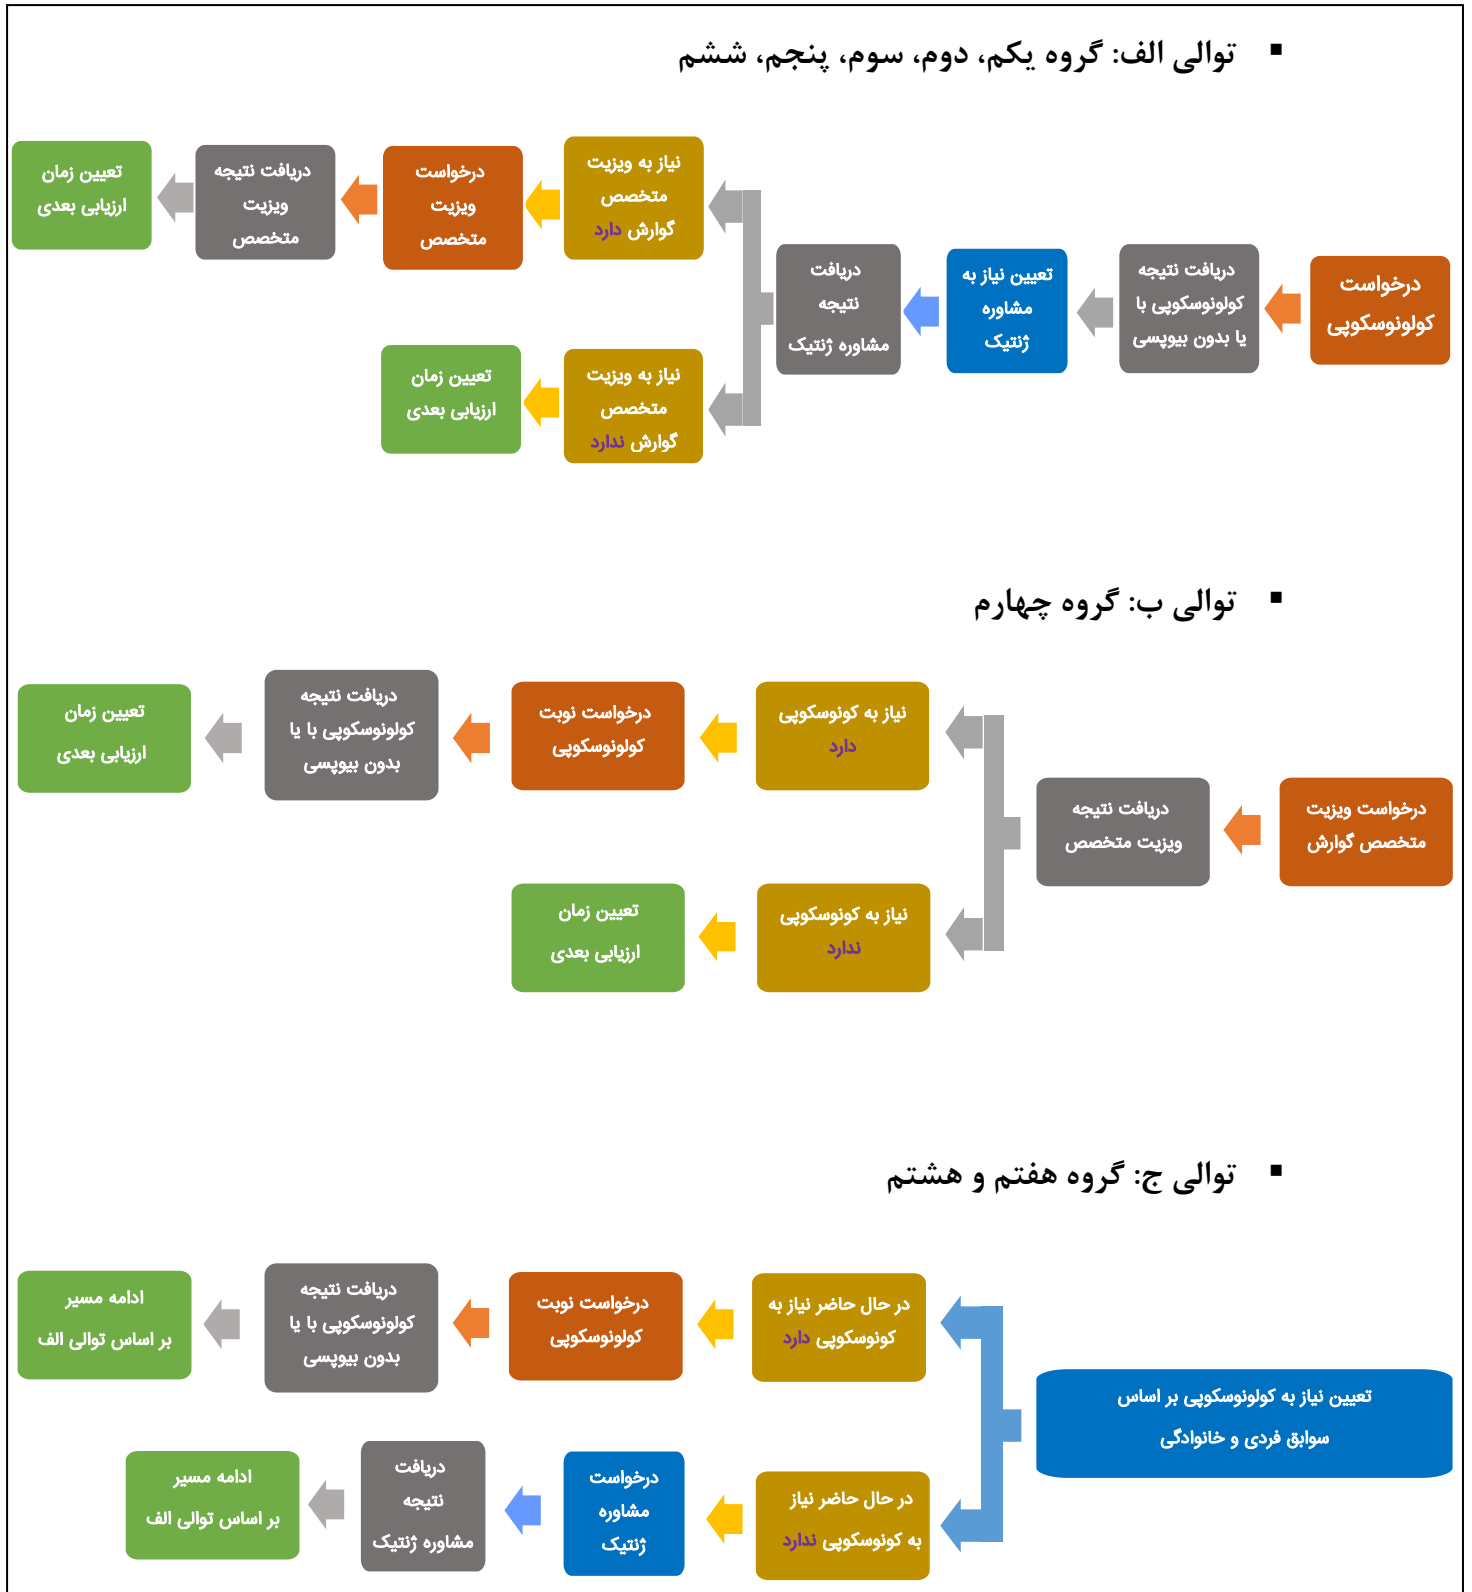 توالی الف: گروه یکم، دوم، سوم، پنجم، ششم
درخواست
کولونوسکوپی
دریافت نتیجه
کولونوسکوپی با
یا بدون بیوپسی
تعیین نیاز به
مشاوره
ژنتیک
دریافت
نتیجه
مشاوره ژنتیک
نیاز به ویزیت
متخصص
گوارش دارد
درخواست
ویزیت
متخصص
دریافت نتیجه
ویزیت
متخصص
تعیین زمان
ارزیابی بعدی
نیاز به ویزیت
متخصص
گوارش ندارد
تعیین زمان
ارزیابی بعدی
توالی ب: گروه چهارم
درخواست ویزیت
متخصص گوارش
دریافت نتیجه
ویزیت متخصص
نیاز به کونوسکوپی
دارد
درخواست نوبت
کولونوسکوپی
دریافت نتیجه
کولونوسکوپی با یا
بدون بیوپسی
تعیین زمان
ارزیابی بعدی
نیاز به کونوسکوپی
ندارد
تعیین زمان
ارزیابی بعدی
توالی ج: گروه هفتم و هشتم
تعیین نیاز به کولونوسکوپی بر اساس
سوابق فردی و خانوادگی
در حال حاضر نیاز به
کونوسکوپی دارد
درخواست نوبت
کولونوسکوپی
دریافت نتیجه
کولونوسکوپی با یا
بدون بیوپسی
ادامه مسیر
بر اساس توالی الف
در حال حاضر نیاز
به کونوسکوپی ندارد
درخواست
مشاوره
ژنتیک
دریافت
نتیجه
مشاوره ژنتیک
ادامه مسیر
بر اساس توالی الف